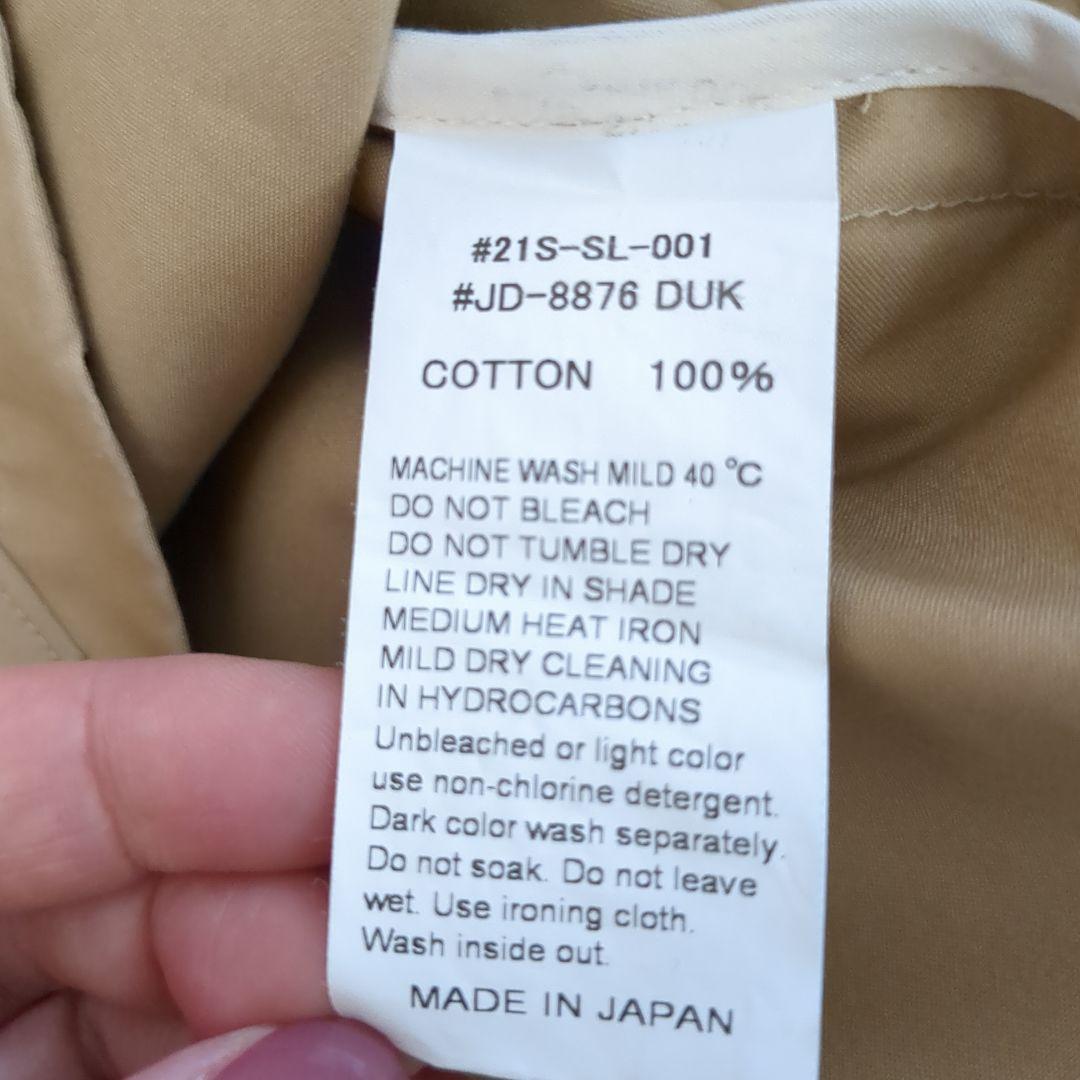 #21S-SL-001
#JD-8876 DUK
COTTON 100%
MACHINE WASH MILD 40 °C
DO NOT BLEACH
DO NOT TUMBLE DRY
LINE DRY IN SHADE
MEDIUM HEAT IRON
MILD DRY CLEANING
IN HYDROCARBONS
Unbleached or light color
use non-chlorine detergent.
Dark color wash separately.
Do not soak. Do not leave
wet. Use ironing cloth.
Wash inside out.
MADE IN JAPAN